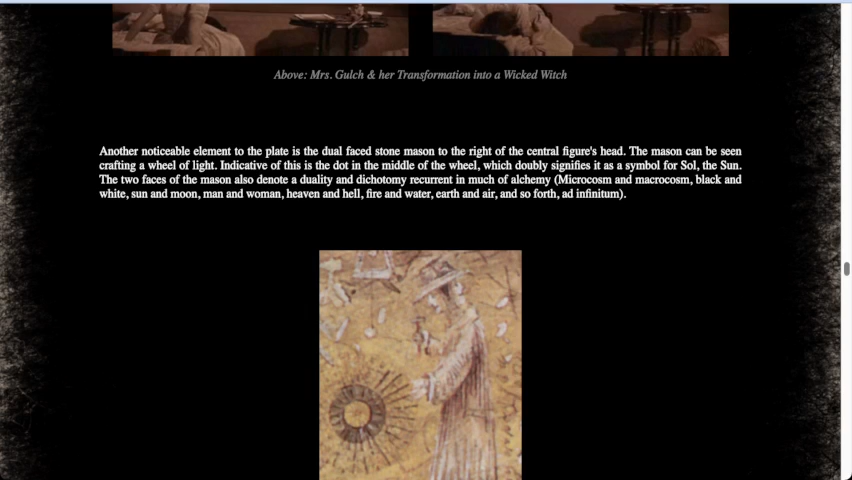 Above: Mrs. Gulch & her Transformation into a Wicked Witch
Another noticeable element to the plate is the dual faced stone mason to the right of the central figure's head. The mason can be seen
crafting a wheel of light. Indicative of this is the dot in the middle of the wheel, which doubly signifies it as a symbol for Sol, the Sun.
The two faces of the mason also denote a duality and dichotomy recurrent in much of alchemy (Microcosm and macrocosm, black and
white, sun and moon, man and woman, heaven and hell, fire and water, earth and air, and so forth, ad infinitum).